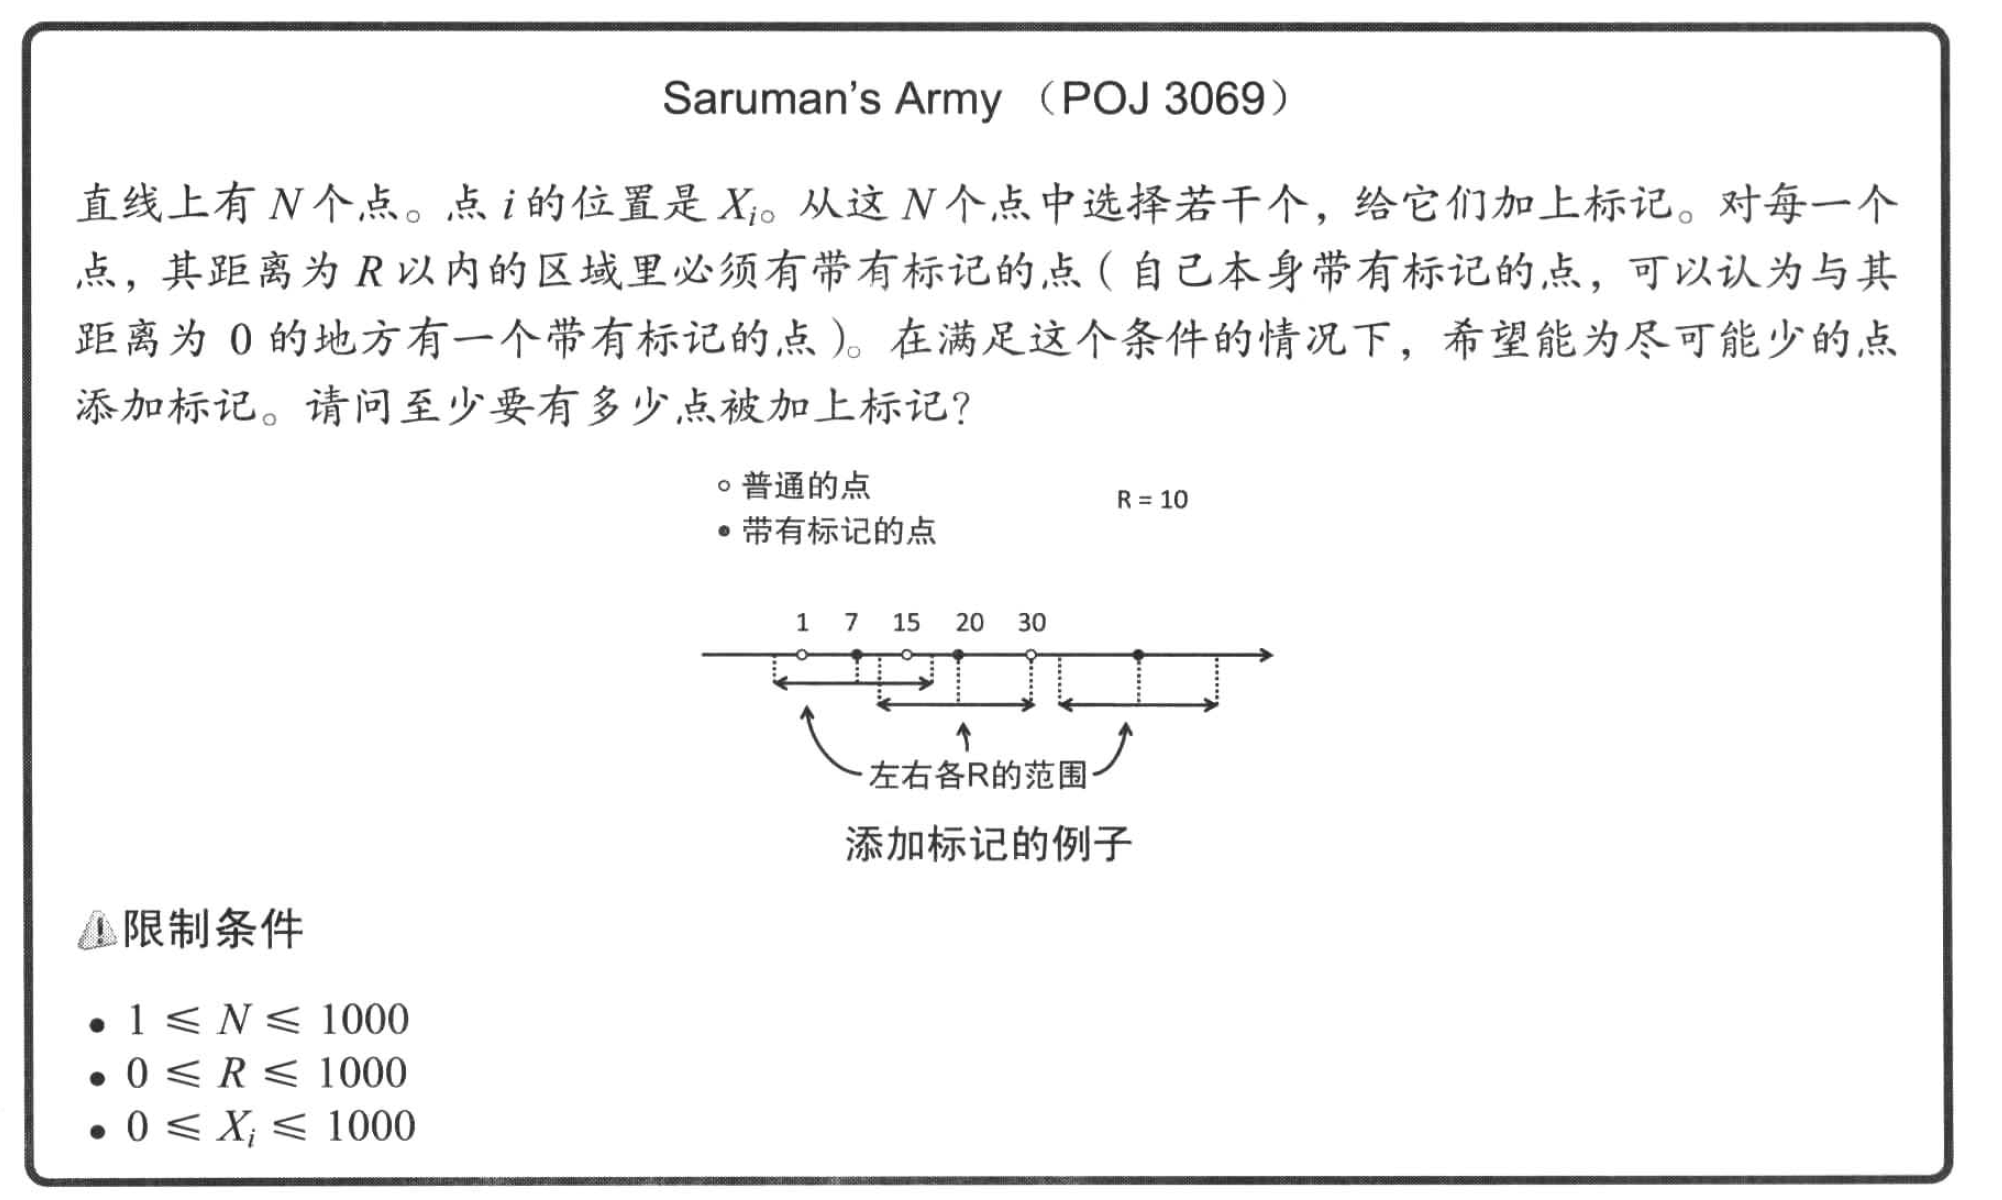 Saruman's Army （POJ 3069）
直线上有 N 个点。点 i 的位置是 Xi。从这 N 个点中选择若干个，给它们加上标记。对每一个
点，其距离为 R 以内的区域里必须有带有标记的点（自己本身带有标记的点，可以认为与其
距离为 0 的地方有一个带有标记的点）。在满足这个条件的情况下，希望能为尽可能少的点
添加标记。请问至少要有多少点被加上标记？
○ 普通的点
● 带有标记的点
R = 10
1 7 15 20 30
左右各R的范围
添加标记的例子
限制条件
• 1 ≤ N ≤ 1000
• 0 ≤ R ≤ 1000
• 0 ≤ Xi ≤ 1000